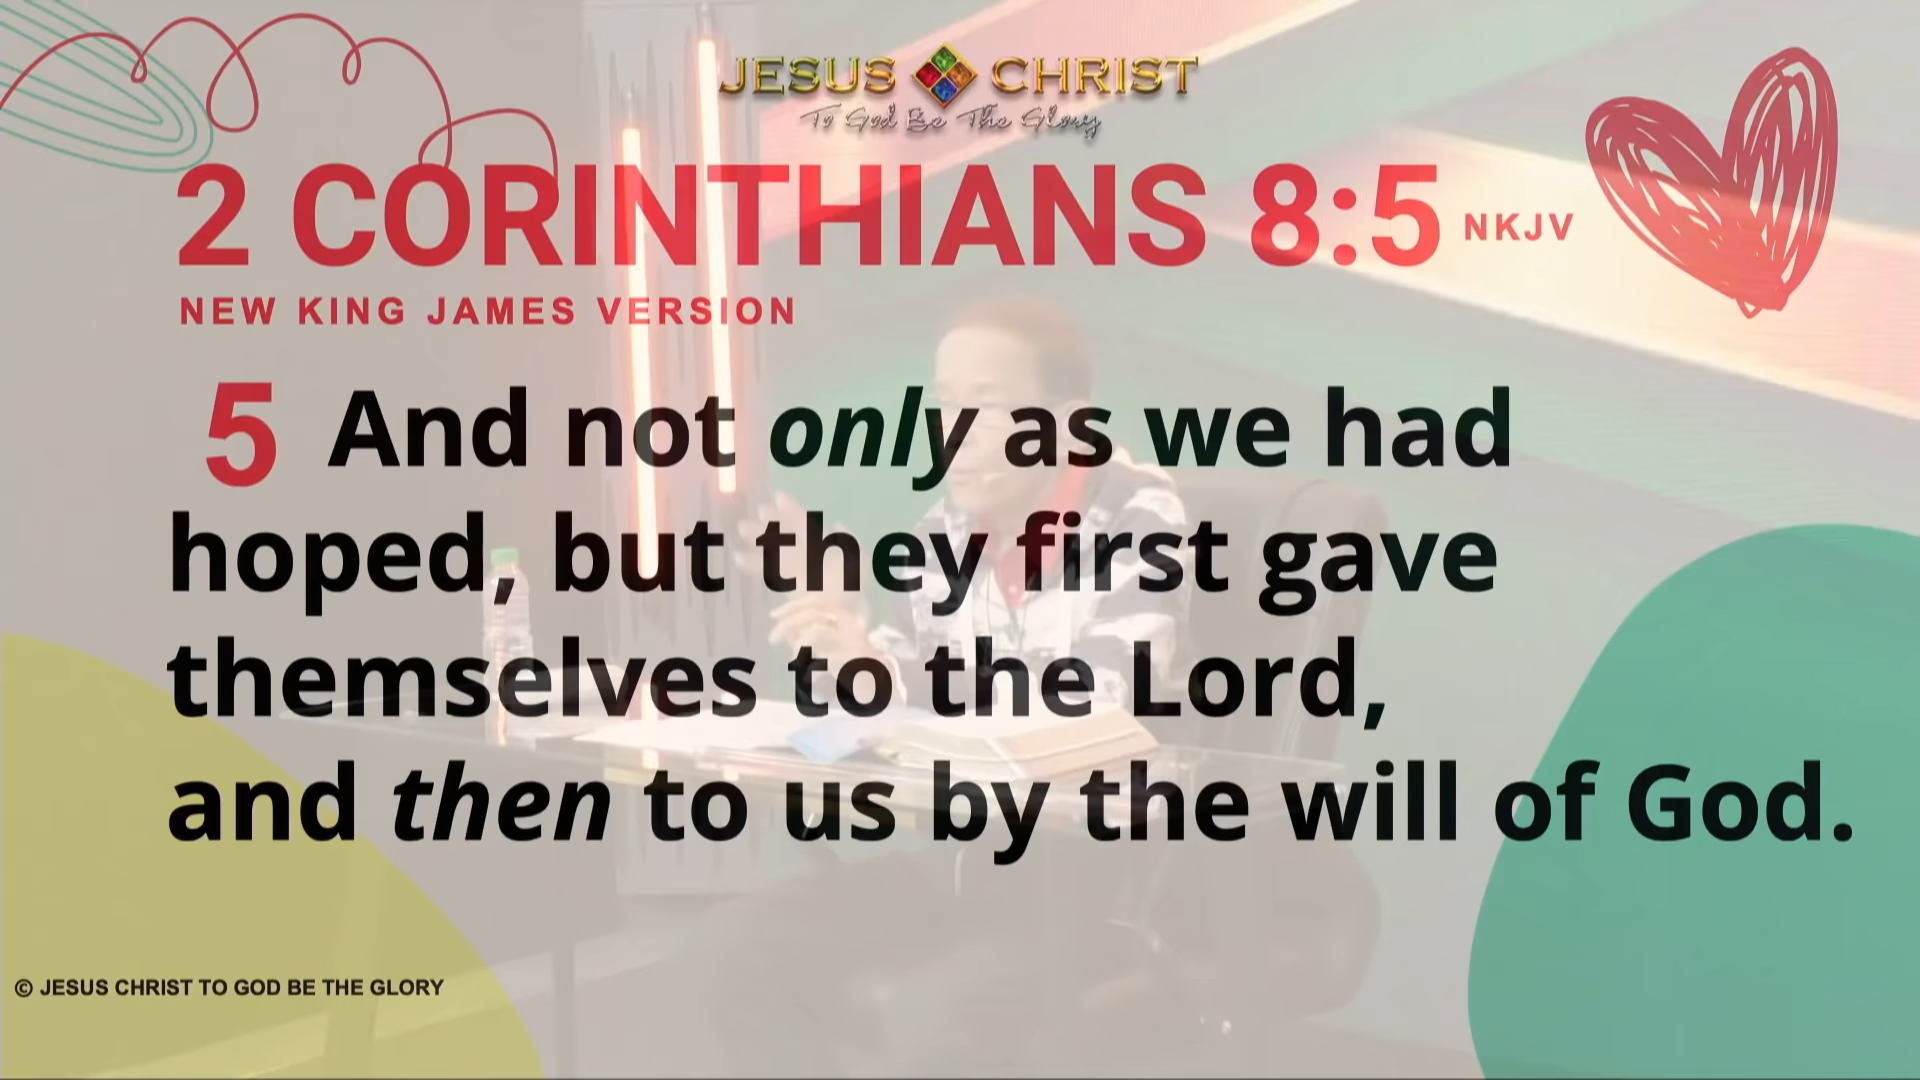 JESUS CHRIST
To God Be The Glory
2 CORINTHIANS 8:5 NKJV
NEW KING JAMES VERSION
5 And not only as we had
hoped, but they first gave
themselves to the Lord,
and then to us by the will of God.
© JESUS CHRIST TO GOD BE THE GLORY